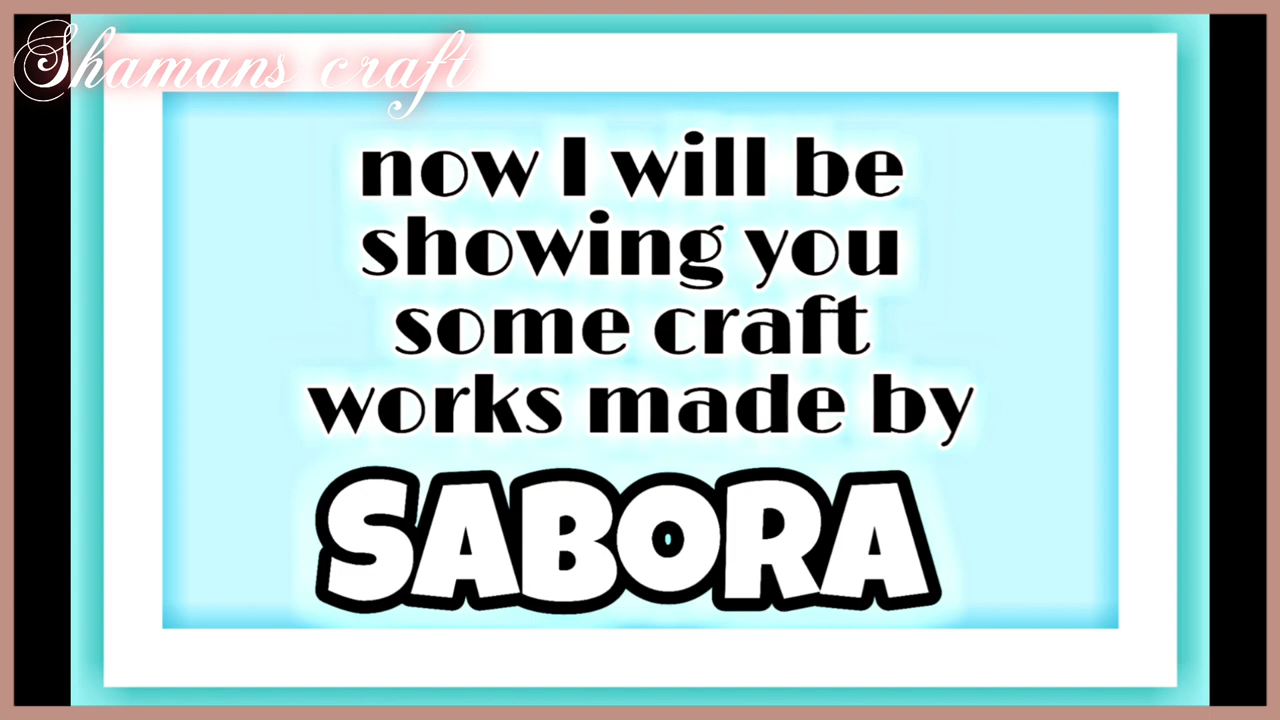 Shamans craft
now I will be
showing you
some craft
works made by
SABORA